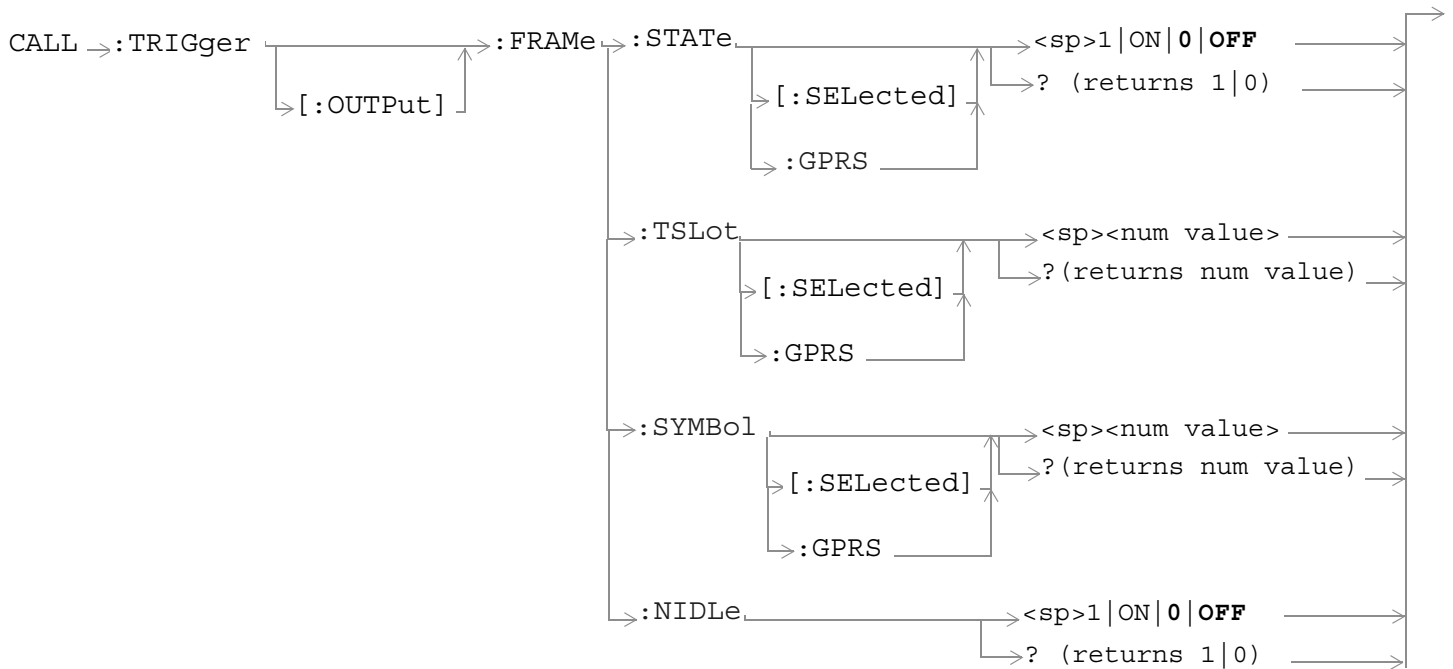 CALL :TRIGger :FRAMe :STATe <sp>1|ON|0|OFF
? (returns 1|0)
[:OUTPut] [:SELected]
:GPRS
:TSLot <sp><num value>
?(returns num value)
[:SELected]
:GPRS
:SYMBol <sp><num value>
?(returns num value)
[:SELected]
:GPRS
:NIDLe <sp>1|ON|0|OFF
? (returns 1|0)